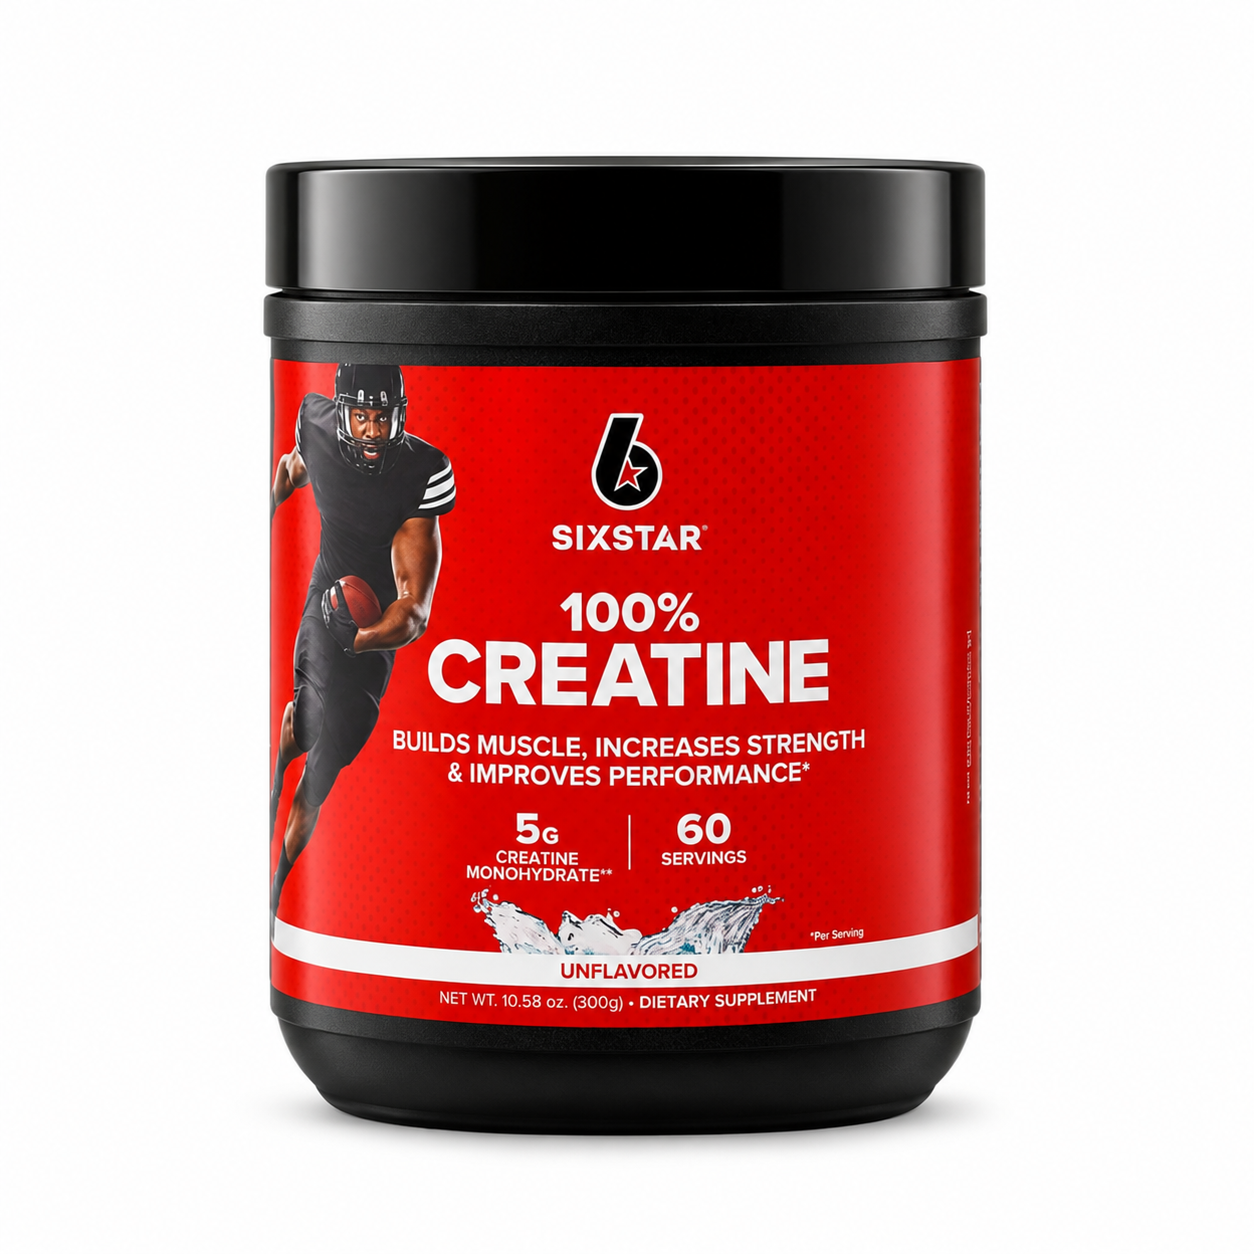 6
SIXSTAR®
100%
CREATINE
BUILDS MUSCLE, INCREASES STRENGTH
& IMPROVES PERFORMANCE*
5G
CREATINE
MONOHYDRATE**
60
SERVINGS
*Per Serving
UNFLAVORED
NET WT. 10.58 oz. (300g) • DIETARY SUPPLEMENT